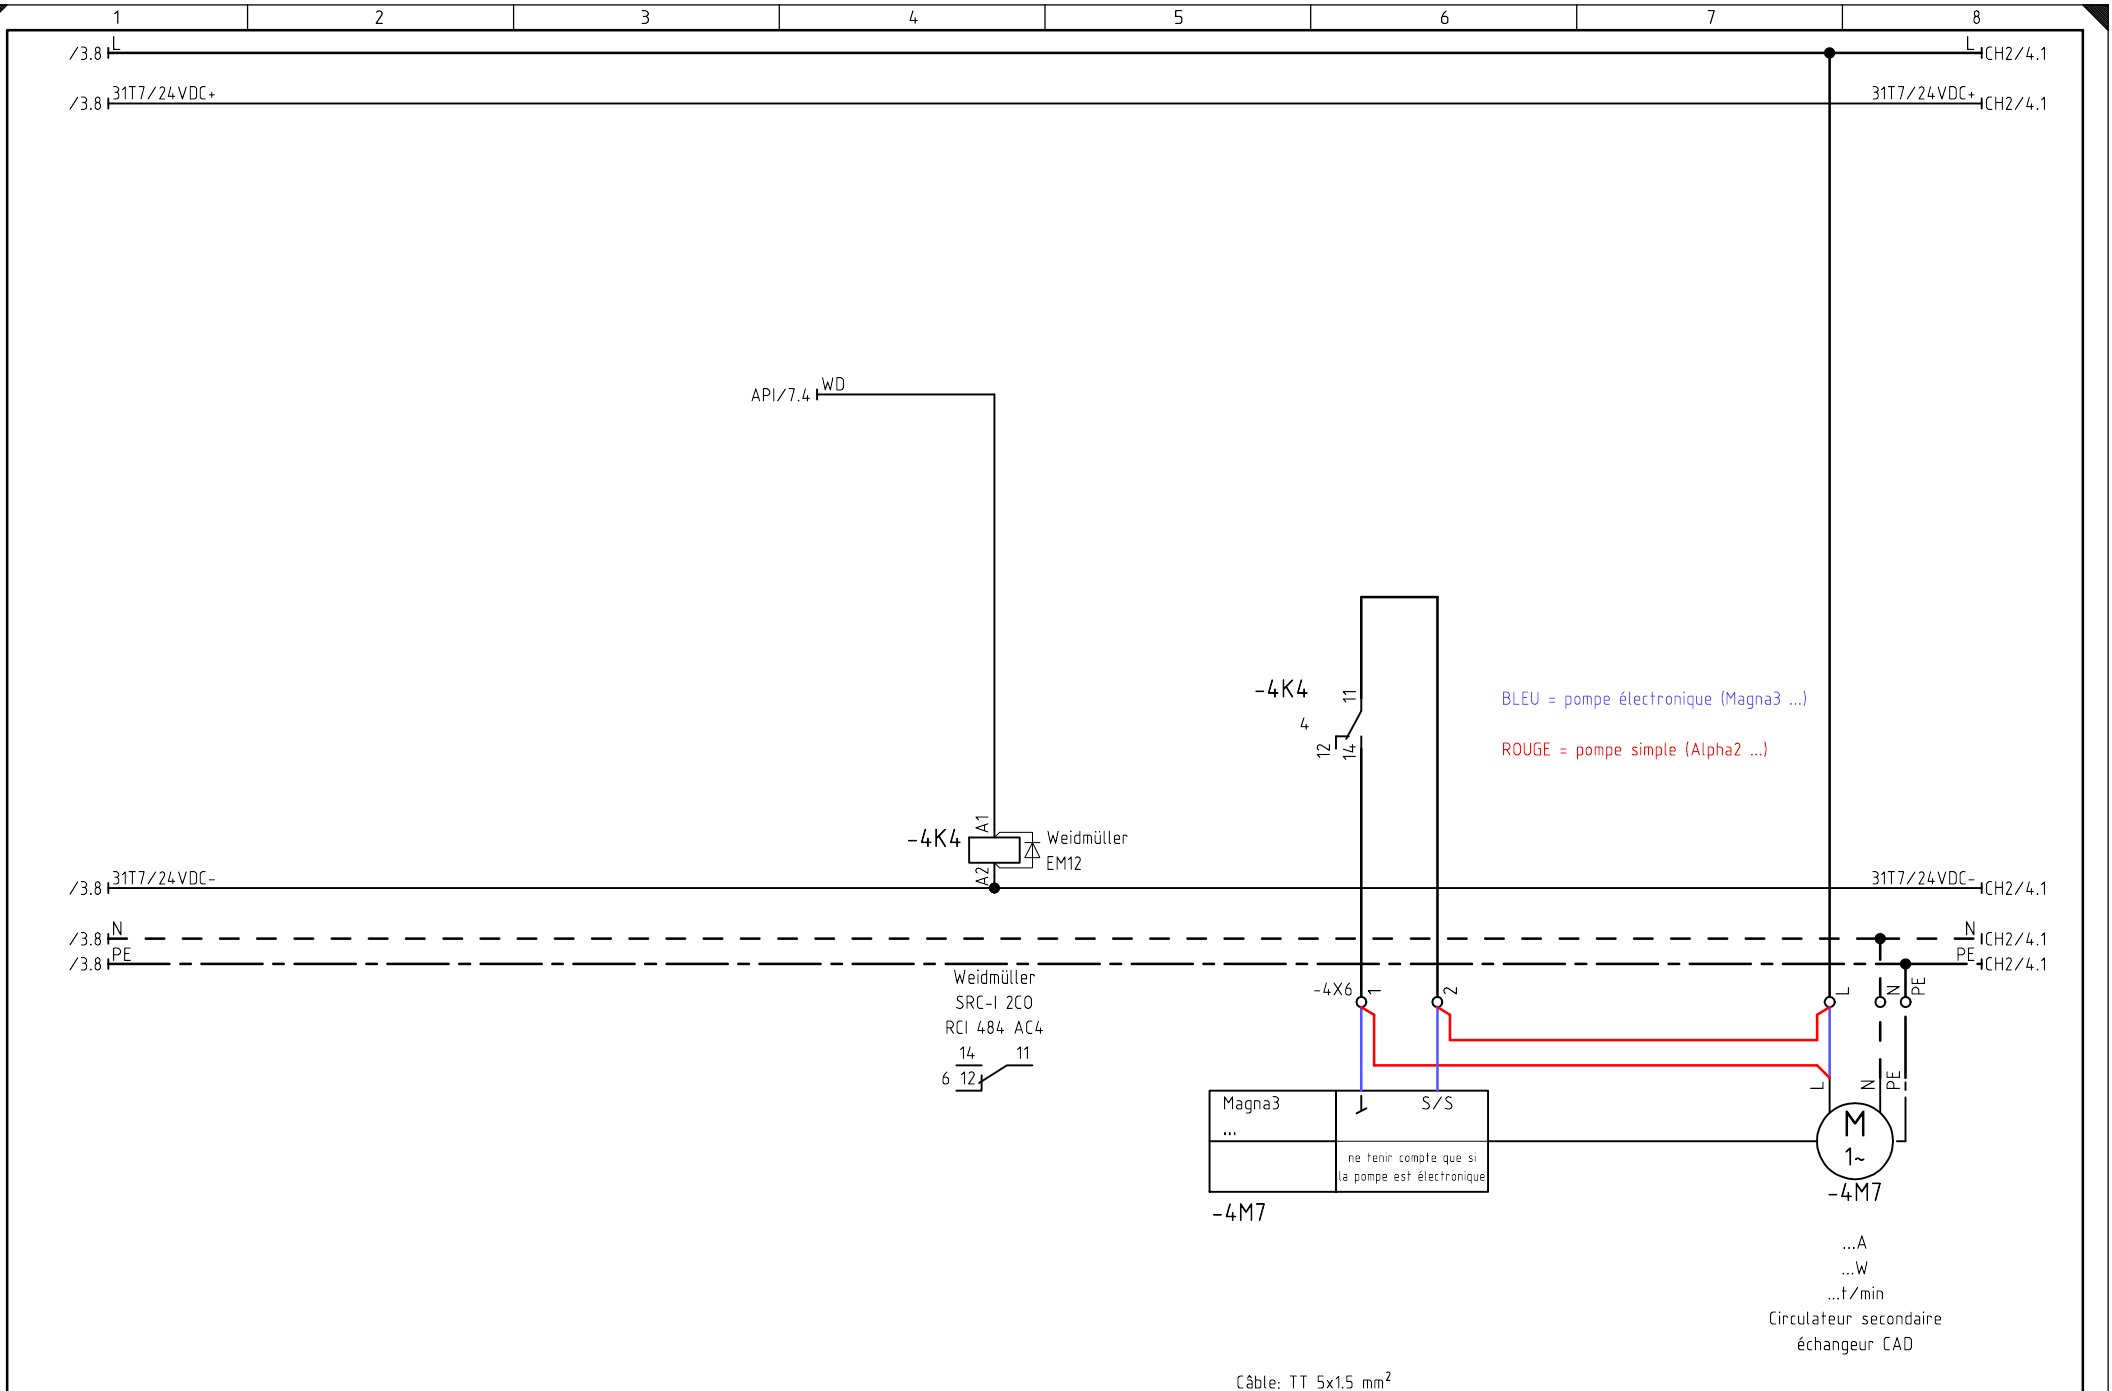 1 2 3 4 5 6 7 8
/3.8 L L CH2/4.1
/3.8 31T7/24VDC+ 31T7/24VDC+ CH2/4.1
API/7.4 WD
-4K4 11
4
12 14
BLEU = pompe électronique (Magna3 ...)
ROUGE = pompe simple (Alpha2 ...)
-4K4 A1 Weidmüller
A2 EM12
/3.8 31T7/24VDC- 31T7/24VDC- CH2/4.1
/3.8 N N CH2/4.1
/3.8 PE PE CH2/4.1
Weidmüller
SRC-I 2CO
RCI 484 AC4
14 11
6 12
-4X6 1 2 L N PE
L N PE
Magna3 S/S
...
ne tenir compte que si
la pompe est électronique
-4M7
M
1~
-4M7
...A
...W
...t/min
Circulateur secondaire
échangeur CAD
Câble: TT 5x1.5 mm²